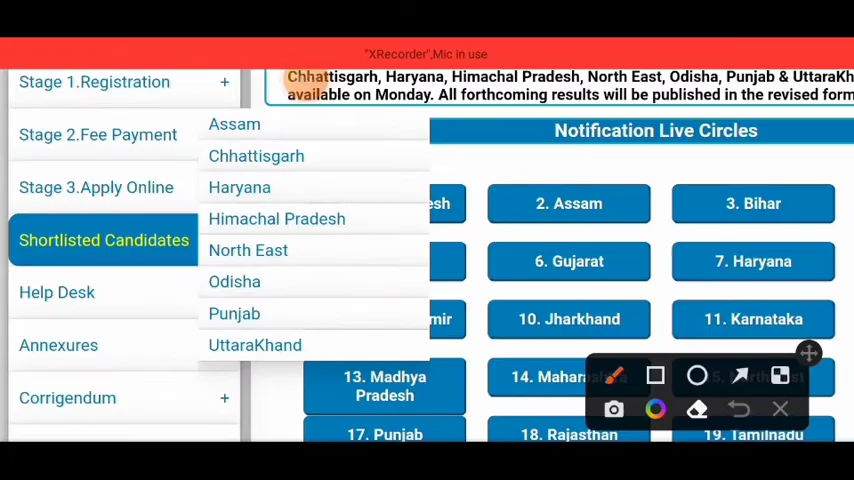 "XRecorder",Mic in use
Chhattisgarh, Haryana, Himachal Pradesh, North East, Odisha, Punjab & UttaraKh
available on Monday. All forthcoming results will be published in the revised form
Stage 1.Registration +
Stage 2.Fee Payment
Stage 3.Apply Online
Shortlisted Candidates
Help Desk
Annexures
Corrigendum +
Assam
Chhattisgarh
Haryana
Himachal Pradesh
North East
Odisha
Punjab
UttaraKhand
Notification Live Circles
esh
2. Assam
3. Bihar
6. Gujarat
7. Haryana
mir
10. Jharkhand
11. Karnataka
13. Madhya
Pradesh
14. Maharashtra
15. North East
17. Punjab
18. Rajasthan
19. Tamilnadu